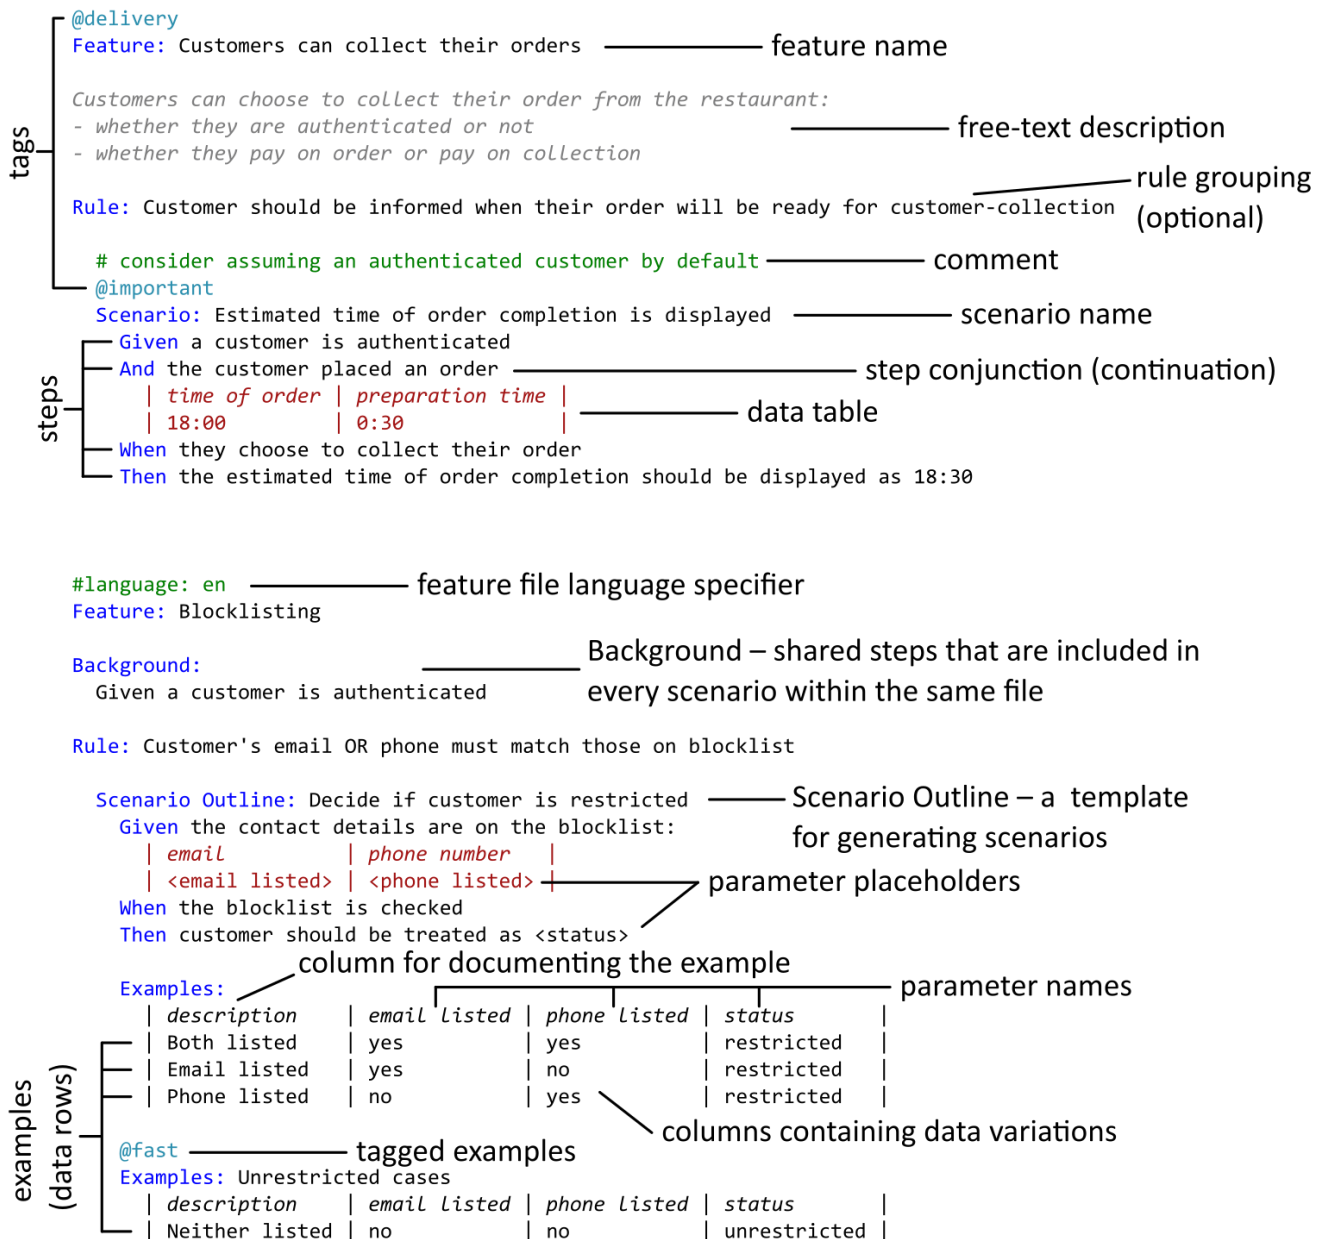 @delivery
Feature: Customers can collect their orders
feature name
Customers can choose to collect their order from the restaurant:
- whether they are authenticated or not
- whether they pay on order or pay on collection
free-text description
tags
rule grouping
(optional)
Rule: Customer should be informed when their order will be ready for customer-collection
# consider assuming an authenticated customer by default
comment
@important
Scenario: Estimated time of order completion is displayed
scenario name
steps
Given a customer is authenticated
And the customer placed an order
step conjunction (continuation)
| time of order | preparation time |
| 18:00 | 0:30 |
data table
When they choose to collect their order
Then the estimated time of order completion should be displayed as 18:30
#language: en
feature file language specifier
Feature: Blocklisting
Background:
Given a customer is authenticated
Background – shared steps that are included in
every scenario within the same file
Rule: Customer's email OR phone must match those on blocklist
Scenario Outline: Decide if customer is restricted
Scenario Outline – a template
for generating scenarios
Given the contact details are on the blocklist:
| email | phone number |
| <email listed> | <phone listed> |
parameter placeholders
When the blocklist is checked
Then customer should be treated as <status>
column for documenting the example
Examples:
parameter names
| description | email listed | phone listed | status |
| Both listed | yes | yes | restricted |
| Email listed | yes | no | restricted |
| Phone listed | no | yes | restricted |
columns containing data variations
examples
(data rows)
@fast
tagged examples
Examples: Unrestricted cases
| description | email listed | phone listed | status |
| Neither listed | no | no | unrestricted |